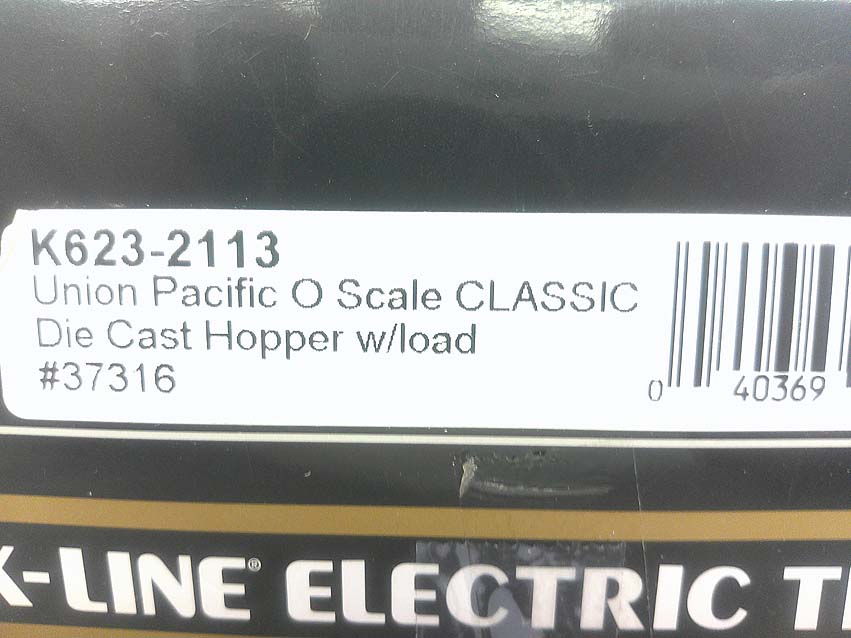 K623-2113
Union Pacific O Scale CLASSIC
Die Cast Hopper w/load
#37316
0 40369
K-LINE® ELECTRIC T